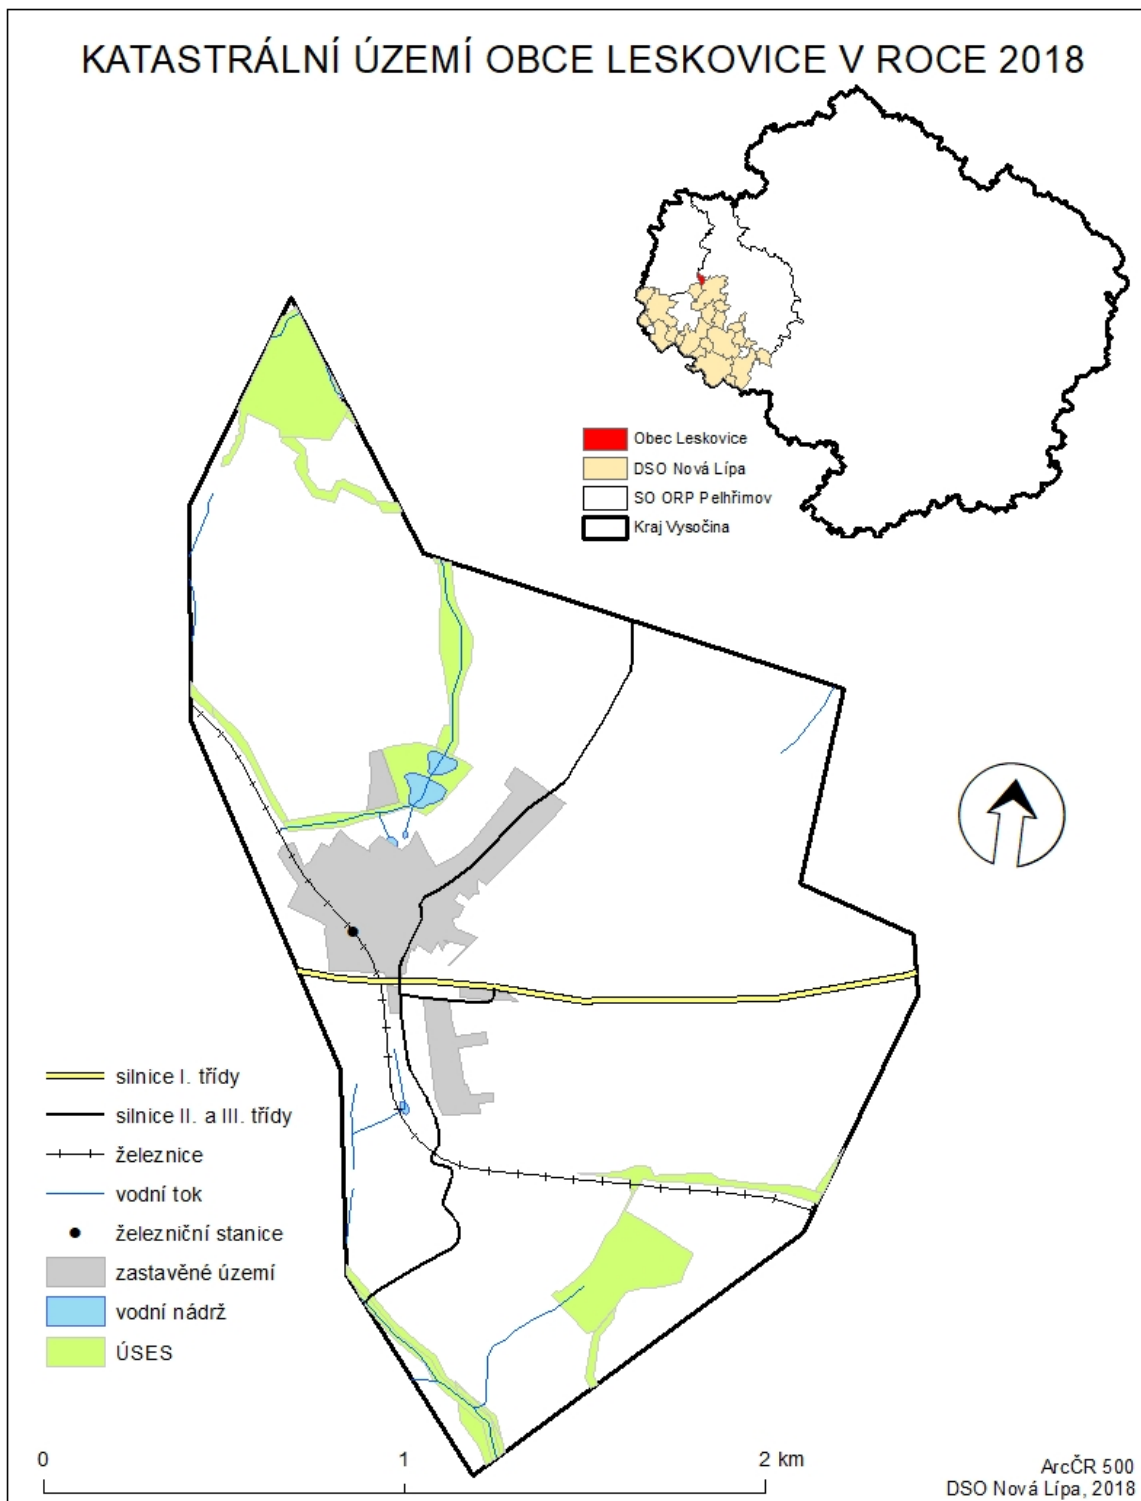 KATASTRÁLNÍ ÚZEMÍ OBCE LESKOVICE V ROCE 2018
Obec Leskovice
DSO Nová Lípa
SO ORP Pelhřimov
Kraj Vysočina
silnice I. třídy
silnice II. a III. třídy
železnice
vodní tok
železniční stanice
zastavěné území
vodní nádrž
ÚSES
0 1 2 km
ArcČR 500
DSO Nová Lípa, 2018